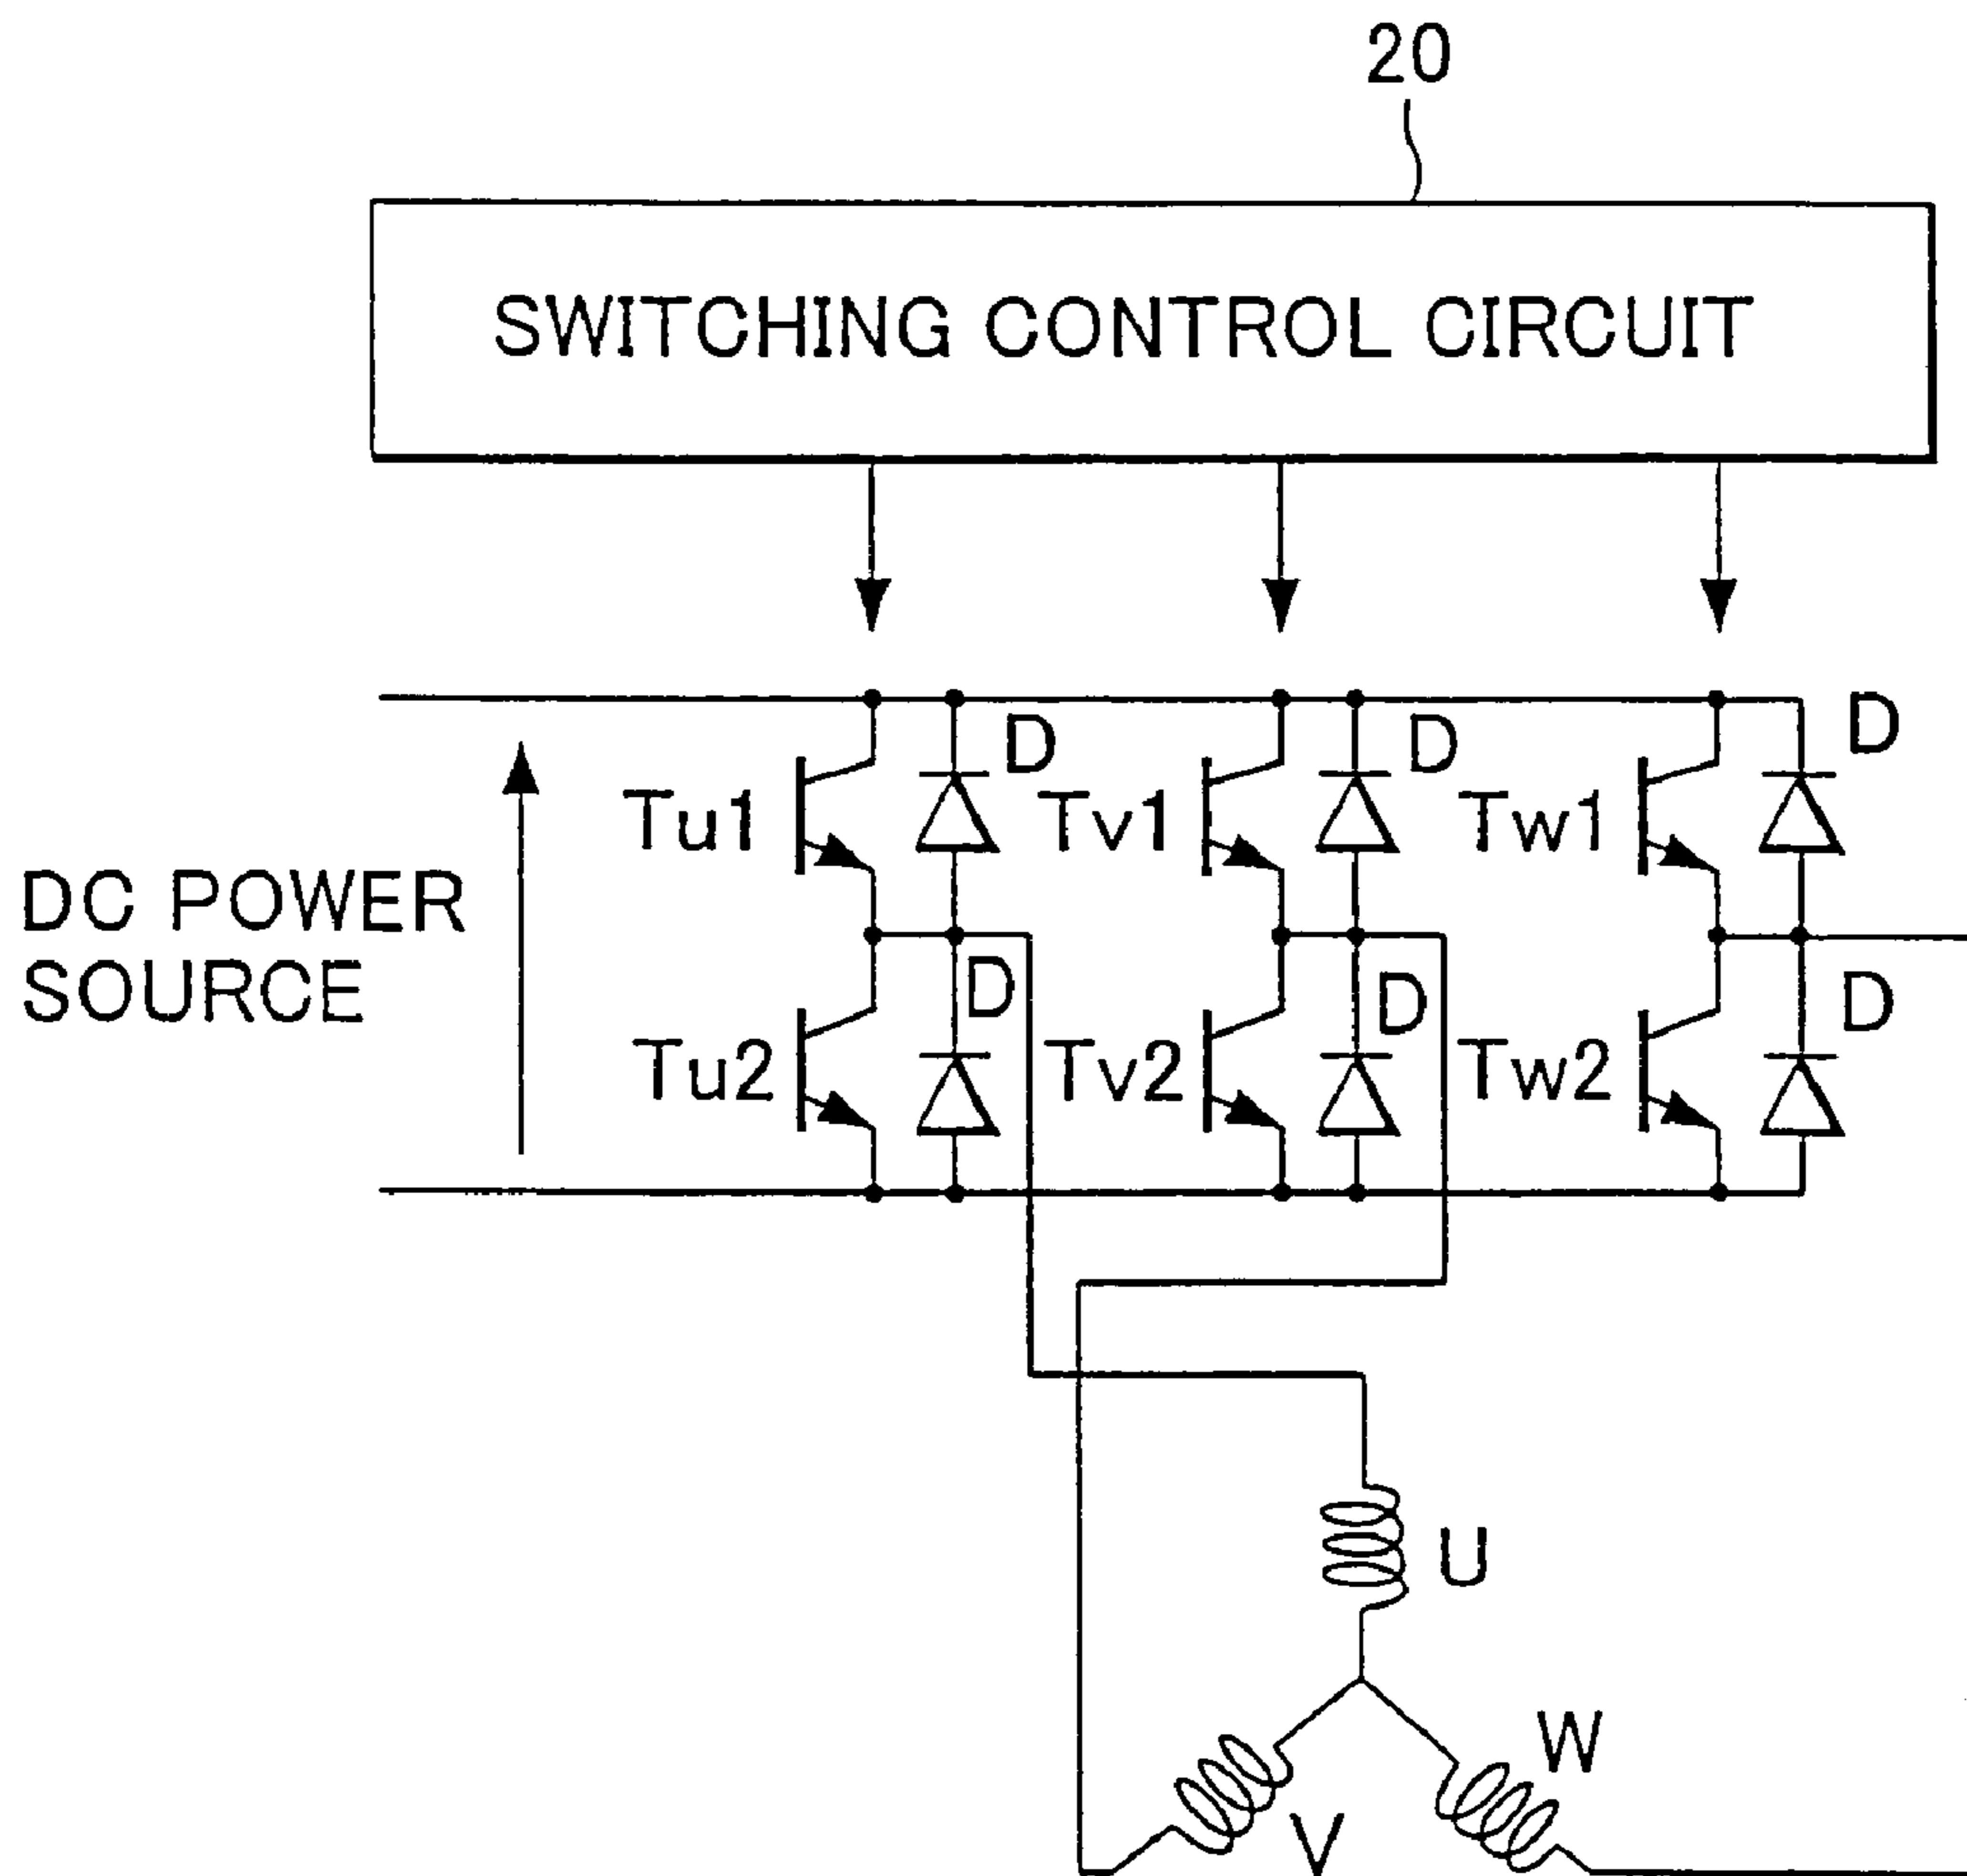 20
SWITCHING CONTROL CIRCUIT
D
D
D
Tu1
Tv1
Tw1
DC POWER
SOURCE
D
D
D
Tu2
Tv2
Tw2
U
W
V